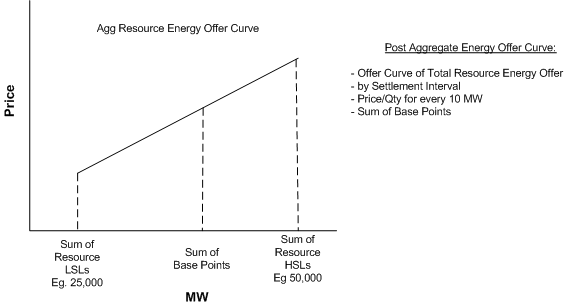 Agg Resource Energy Offer Curve
Post Aggregate Energy Offer Curve:
- Offer Curve of Total Resource Energy Offer
- by Settlement Interval
- Price/Qty for every 10 MW
- Sum of Base Points
Price
Sum of
Resource
LSLs
Eg. 25,000
Sum of
Base Points
Sum of
Resource
HSLs
Eg 50,000
MW